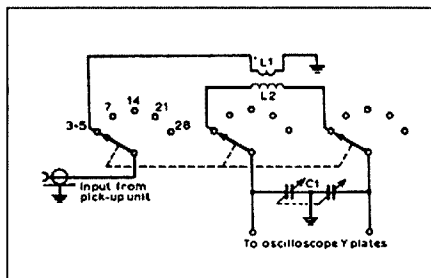 L1
14
7
21
L2
3·5
28
C1
Input from
pick-up unit
To oscilloscope Y plates